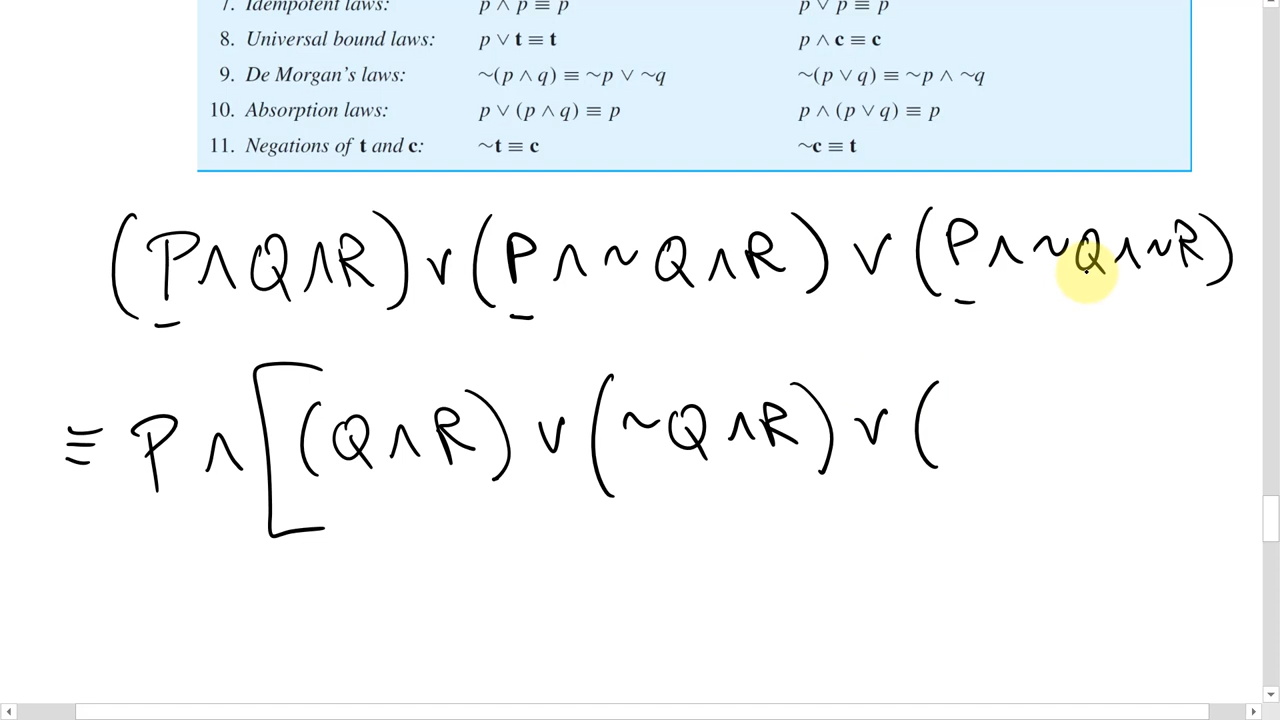 7. Idempotent laws: p ∧ p ≡ p p ∨ p ≡ p
8. Universal bound laws: p ∨ t ≡ t p ∧ c ≡ c
9. De Morgan's laws: ~(p ∧ q) ≡ ~p ∨ ~q ~(p ∨ q) ≡ ~p ∧ ~q
10. Absorption laws: p ∨ (p ∧ q) ≡ p p ∧ (p ∨ q) ≡ p
11. Negations of t and c: ~t ≡ c ~c ≡ t
(P∧Q∧R) ∨ (P∧~Q∧R) ∨ (P∧~Q∧~R)
≡ P∧[(Q∧R) ∨ (~Q∧R) ∨ (